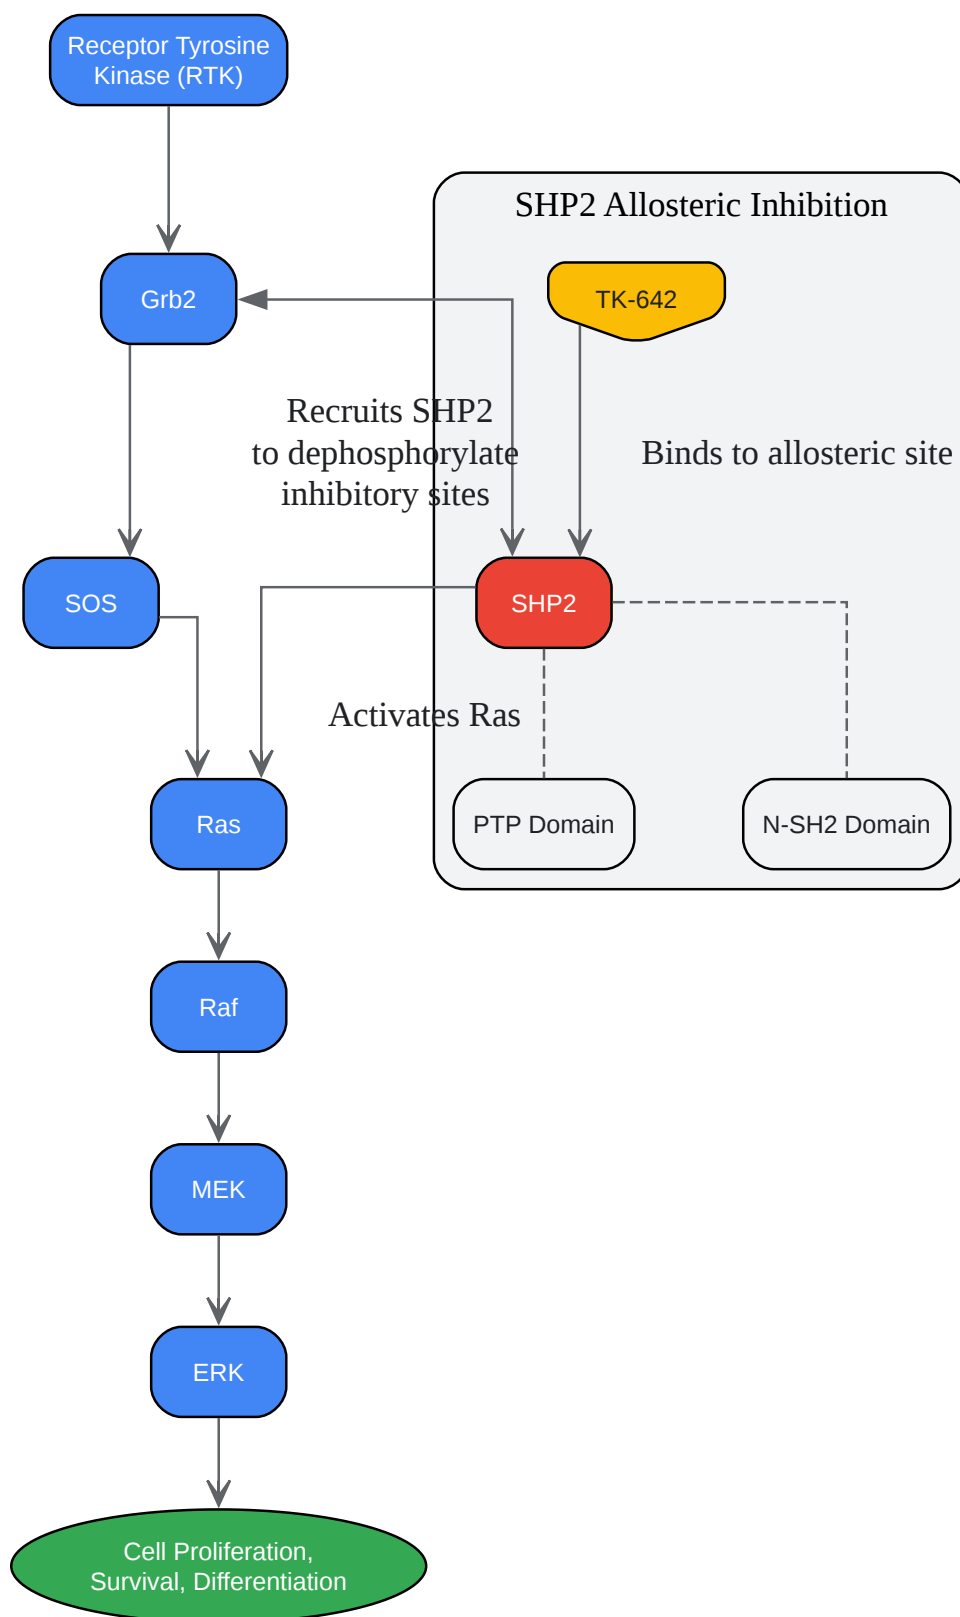 Receptor Tyrosine
Kinase (RTK)
SHP2 Allosteric Inhibition
Grb2
TK-642
Recruits SHP2
to dephosphorylate
inhibitory sites
Binds to allosteric site
SOS
SHP2
Activates Ras
Ras
PTP Domain
N-SH2 Domain
Raf
MEK
ERK
Cell Proliferation,
Survival, Differentiation